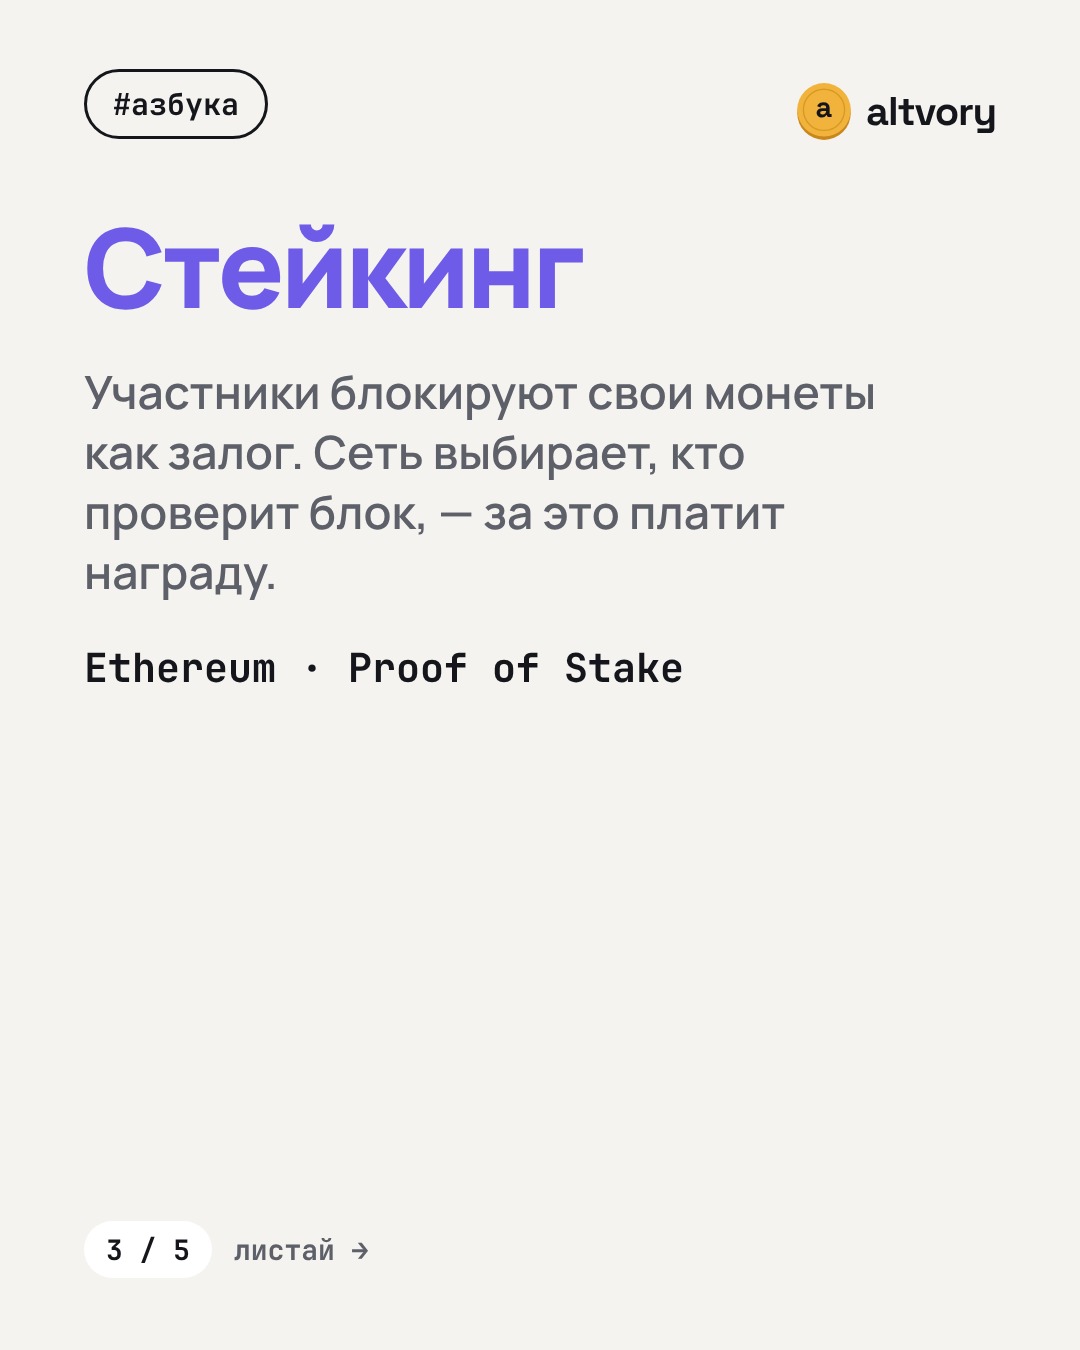 #азбука
a altvory
Стейкинг
Участники блокируют свои монеты
как залог. Сеть выбирает, кто
проверит блок, — за это платит
награду.
Ethereum · Proof of Stake
3 / 5 листай →